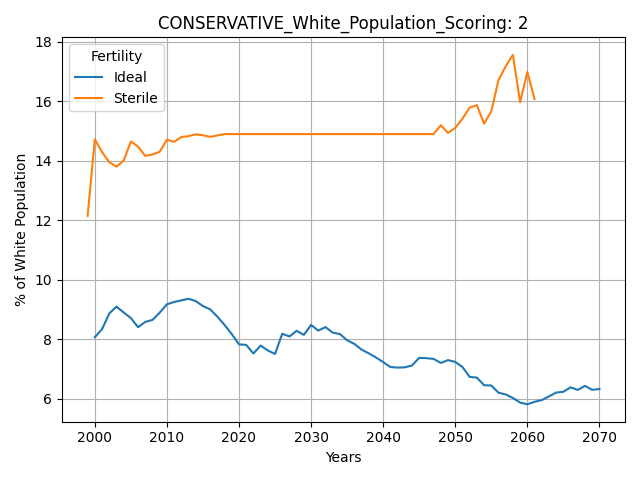 CONSERVATIVE_White_Population_Scoring: 2
18
16
14
12
10
8
6
% of White Population
Fertility
Ideal
Sterile
2000 2010 2020 2030 2040 2050 2060 2070
Years